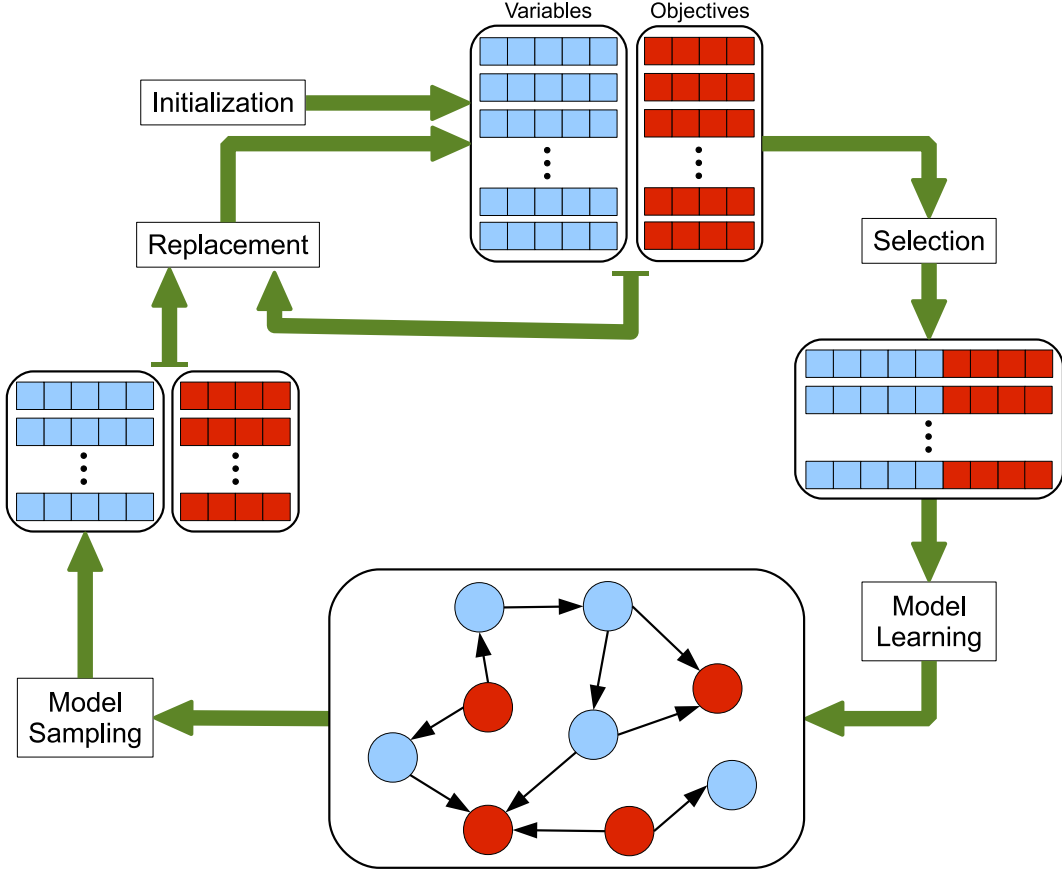 Variables
Objectives
Initialization
Replacement
Selection
Model
Learning
Model
Sampling